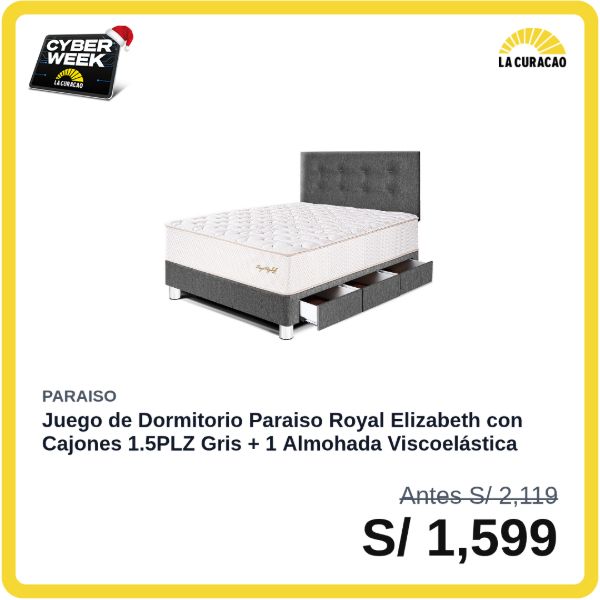 CYBER
WEEK
LA CURACAO
LA CURACAO
PARAISO
Juego de Dormitorio Paraiso Royal Elizabeth con
Cajones 1.5PLZ Gris + 1 Almohada Viscoelástica
Antes S/ 2,119
S/ 1,599